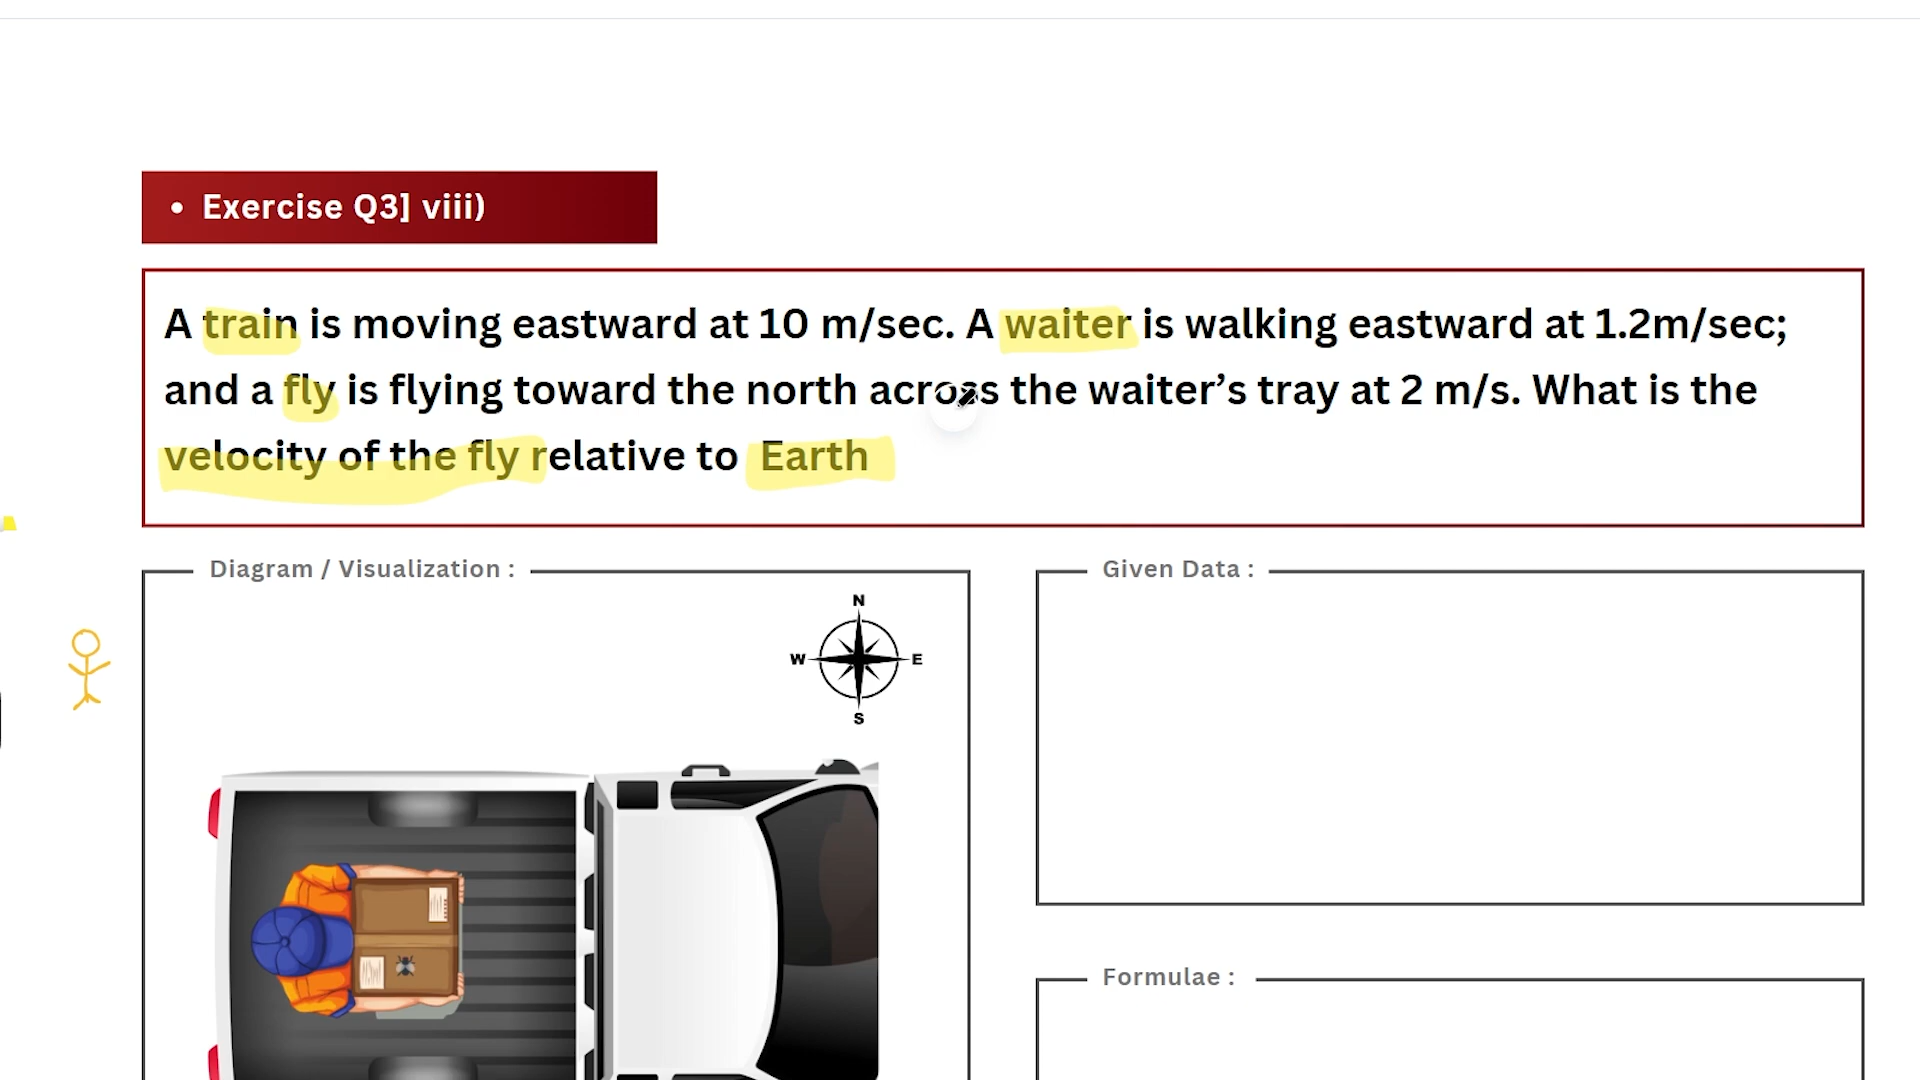 • Exercise Q3] viii)
A train is moving eastward at 10 m/sec. A waiter is walking eastward at 1.2m/sec;
and a fly is flying toward the north across the waiter’s tray at 2 m/s. What is the
velocity of the fly relative to Earth
Diagram / Visualization :
Given Data :
N
W E
S
Formulae :